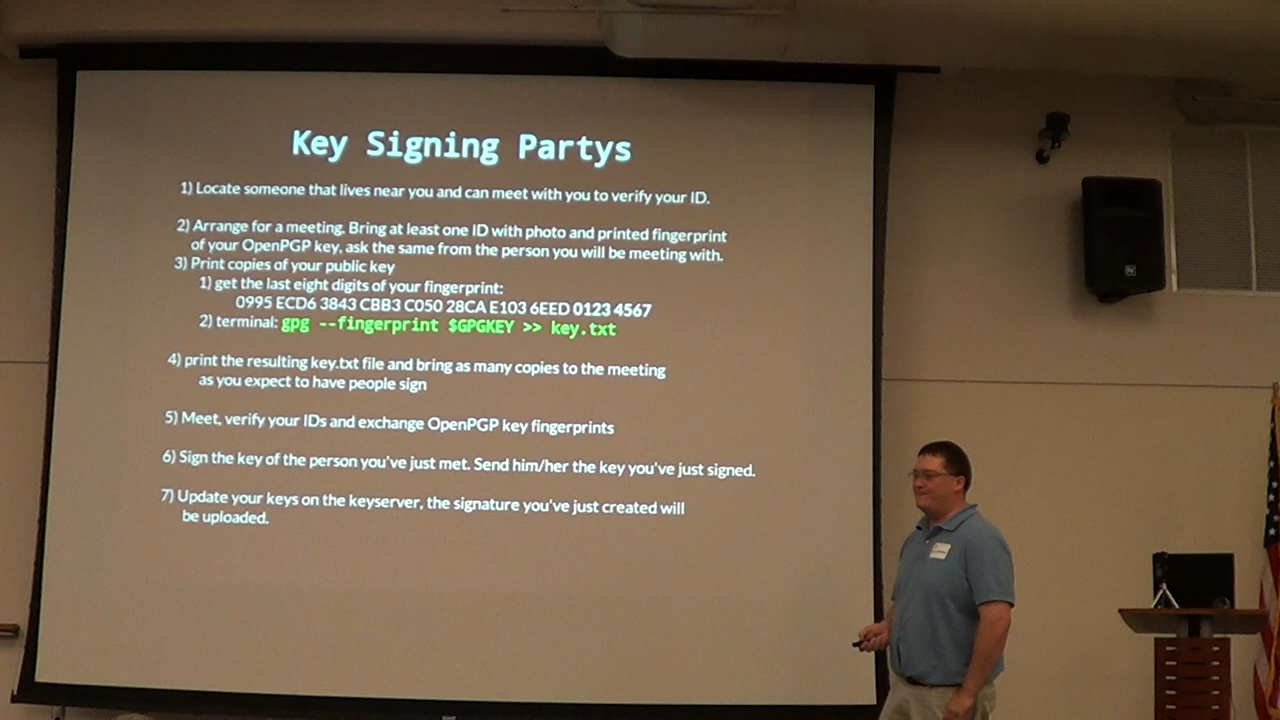 Key Signing Partys
1) Locate someone that lives near you and can meet with you to verify your ID.
2) Arrange for a meeting. Bring at least one ID with photo and printed fingerprint
of your OpenPGP key, ask the same from the person you will be meeting with.
3) Print copies of your public key
1) get the last eight digits of your fingerprint:
0995 ECD6 3843 CBB3 C050 28CA E103 6EED 0123 4567
2) terminal: gpg --fingerprint $GPGKEY >> key.txt
4) print the resulting key.txt file and bring as many copies to the meeting
as you expect to have people sign
5) Meet, verify your IDs and exchange OpenPGP key fingerprints
6) Sign the key of the person you've just met. Send him/her the key you've just signed.
7) Update your keys on the keyserver, the signature you've just created will
be uploaded.